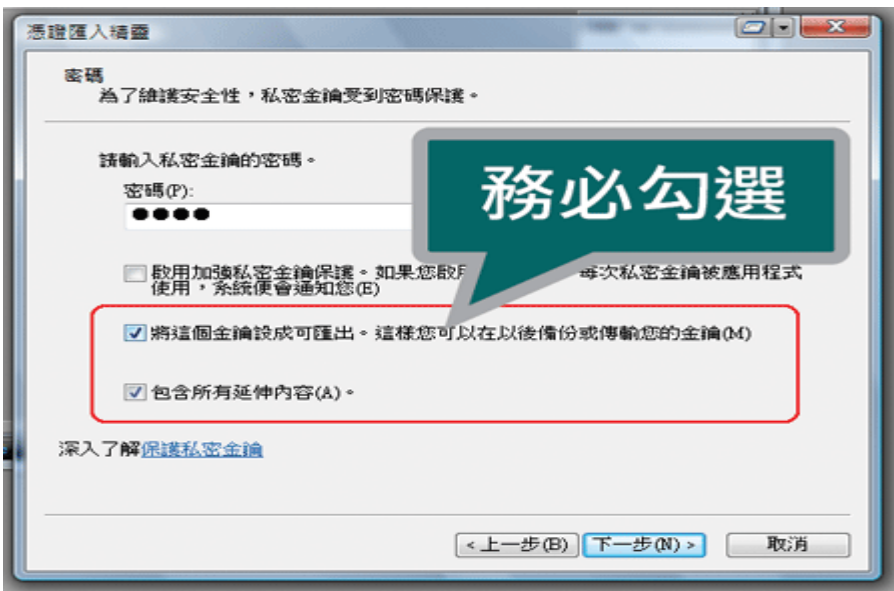 憑證匯入精靈
密碼
為了維護安全性，私密金鑰受到密碼保護。
請輸入私密金鑰的密碼。
密碼(P):
●●●●
務必勾選
啟用加強私密金鑰保護。如果您啟用
每次私密金鑰被應用程式
使用，系統便會通知您(E)
將這個金鑰設成可匯出。這樣您可以在以後備份或傳輸您的金鑰(M)
包含所有延伸內容(A)。
深入了解保護私密金鑰
<上一步(B)
下一步(N)>
取消